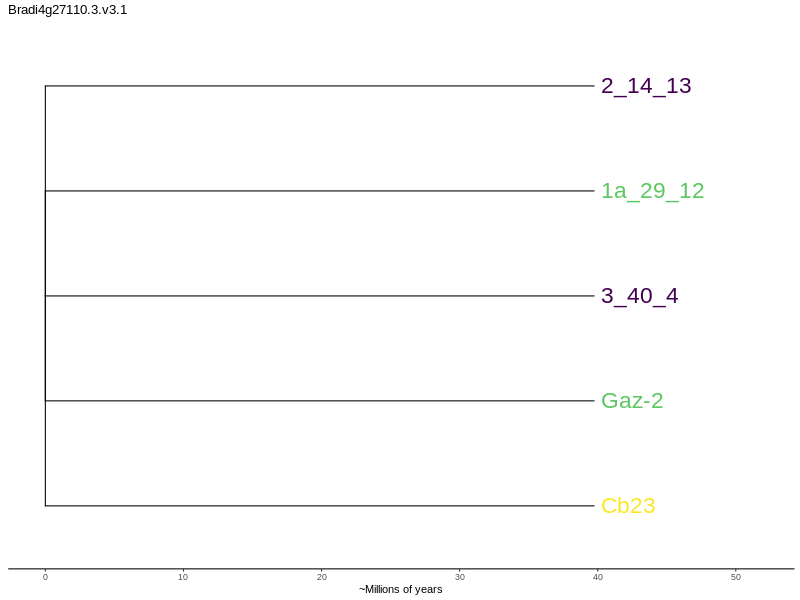 Bradi4g27110.3.v3.1
2_14_13
1a_29_12
3_40_4
Gaz-2
Cb23
0 10 20 30 40 50
~Millions of years